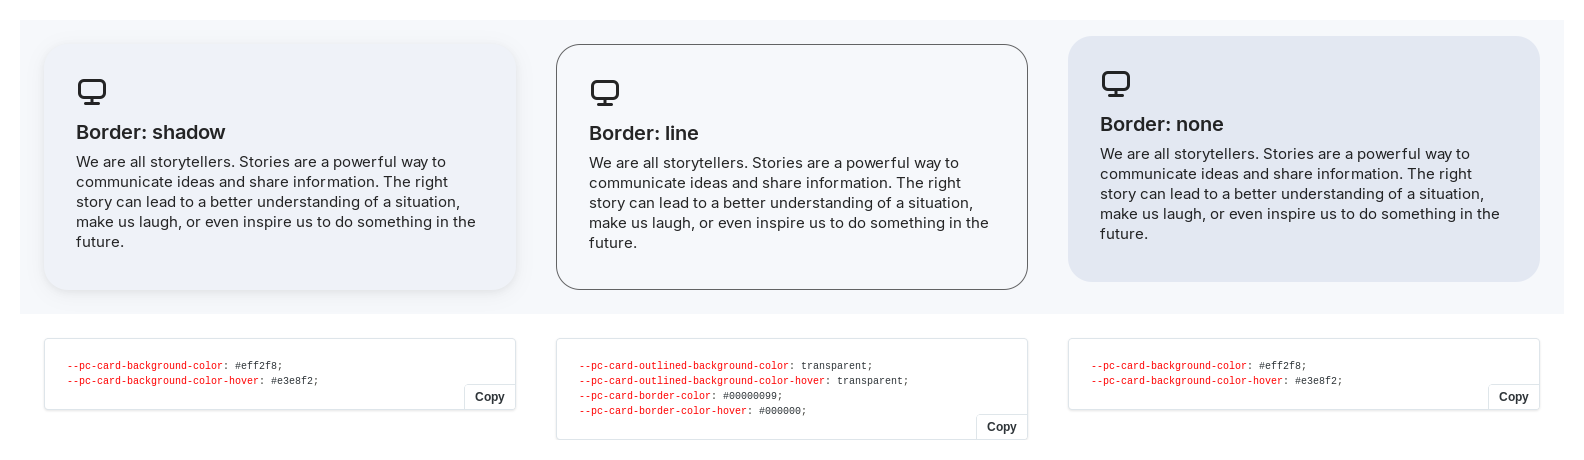 Border: shadow
We are all storytellers. Stories are a powerful way to
communicate ideas and share information. The right
story can lead to a better understanding of a situation,
make us laugh, or even inspire us to do something in the
future.
Border: line
We are all storytellers. Stories are a powerful way to
communicate ideas and share information. The right
story can lead to a better understanding of a situation,
make us laugh, or even inspire us to do something in the
future.
Border: none
We are all storytellers. Stories are a powerful way to
communicate ideas and share information. The right
story can lead to a better understanding of a situation,
make us laugh, or even inspire us to do something in the
future.
--pc-card-background-color: #eff2f8;
--pc-card-background-color-hover: #e3e8f2;
Copy
--pc-card-outlined-background-color: transparent;
--pc-card-outlined-background-color-hover: transparent;
--pc-card-border-color: #00000099;
--pc-card-border-color-hover: #000000;
Copy
--pc-card-background-color: #eff2f8;
--pc-card-background-color-hover: #e3e8f2;
Copy